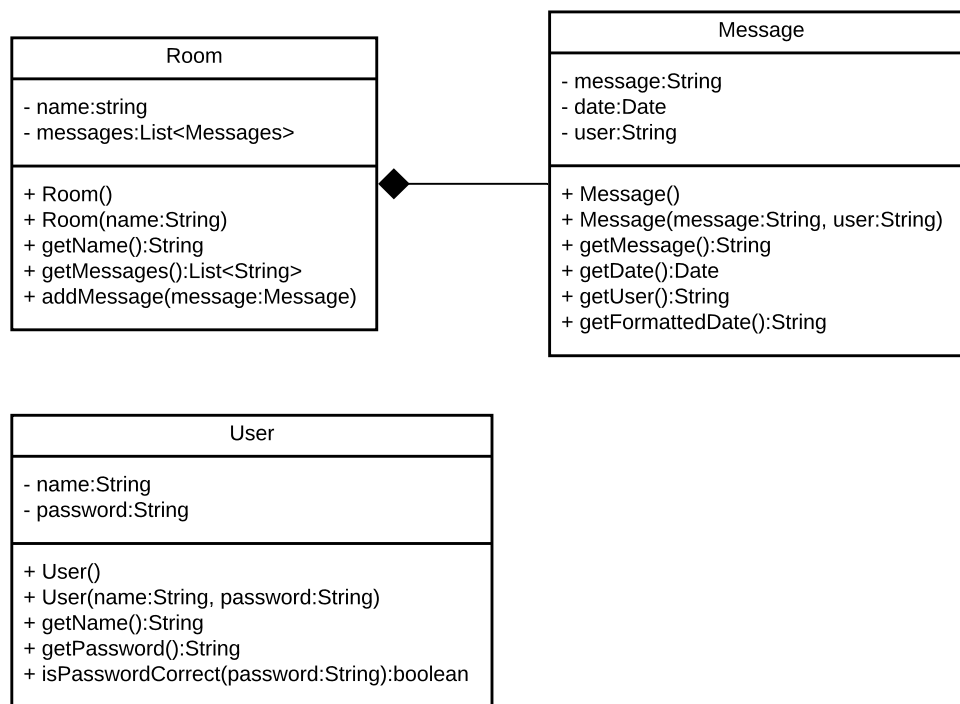 Room
- name:string
- messages:List<Messages>
+ Room()
+ Room(name:String)
+ getName():String
+ getMessages():List<String>
+ addMessage(message:Message)
Message
- message:String
- date:Date
- user:String
+ Message()
+ Message(message:String, user:String)
+ getMessage():String
+ getDate():Date
+ getUser():String
+ getFormattedDate():String
User
- name:String
- password:String
+ User()
+ User(name:String, password:String)
+ getName():String
+ getPassword():String
+ isPasswordCorrect(password:String):boolean